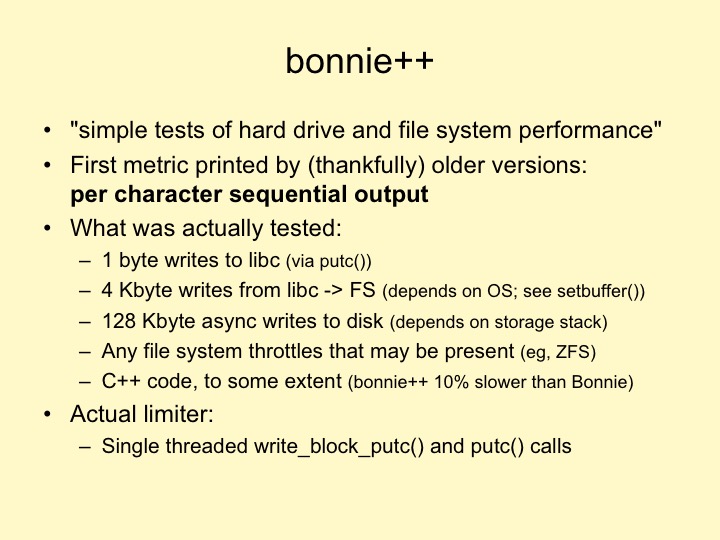 bonnie++
• "simple tests of hard drive and file system performance"
• First metric printed by (thankfully) older versions:
per character sequential output
• What was actually tested:
– 1 byte writes to libc (via putc())
– 4 Kbyte writes from libc -> FS (depends on OS; see setbuffer())
– 128 Kbyte async writes to disk (depends on storage stack)
– Any file system throttles that may be present (eg, ZFS)
– C++ code, to some extent (bonnie++ 10% slower than Bonnie)
• Actual limiter:
– Single threaded write_block_putc() and putc() calls